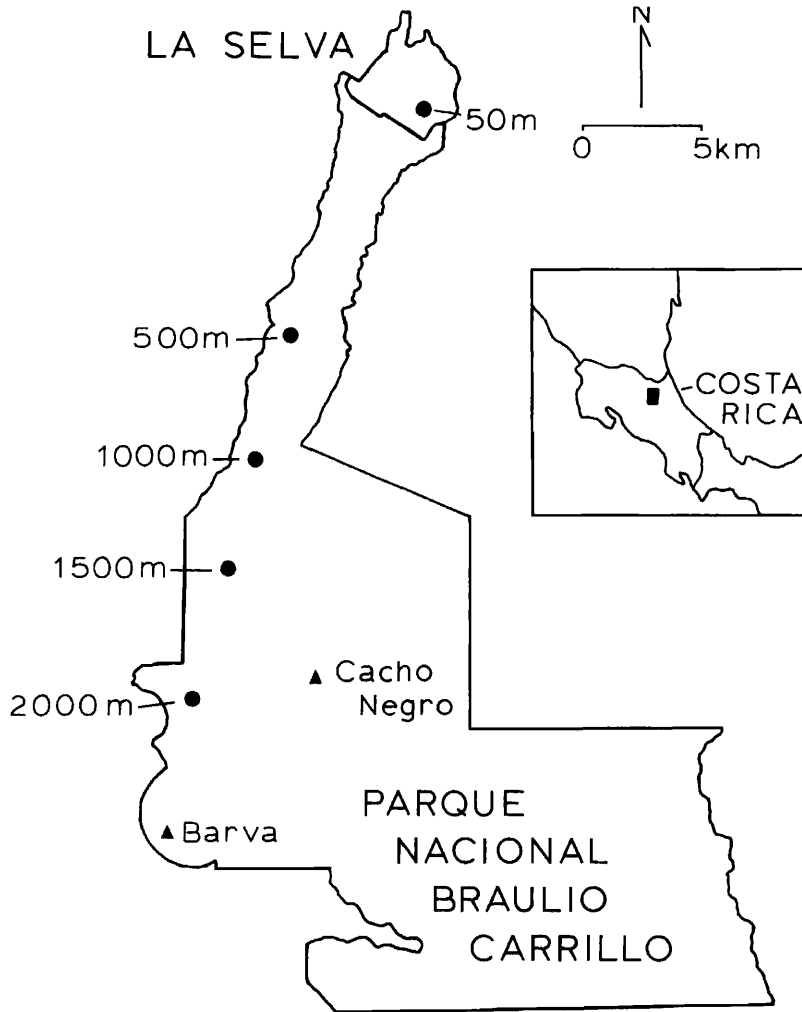 LA SELVA
N
50m
0 5km
500m
COSTA
RICA
1000m
1500m
Cacho
Negro
2000m
PARQUE
NACIONAL
BRAULIO
CARRILLO
Barva